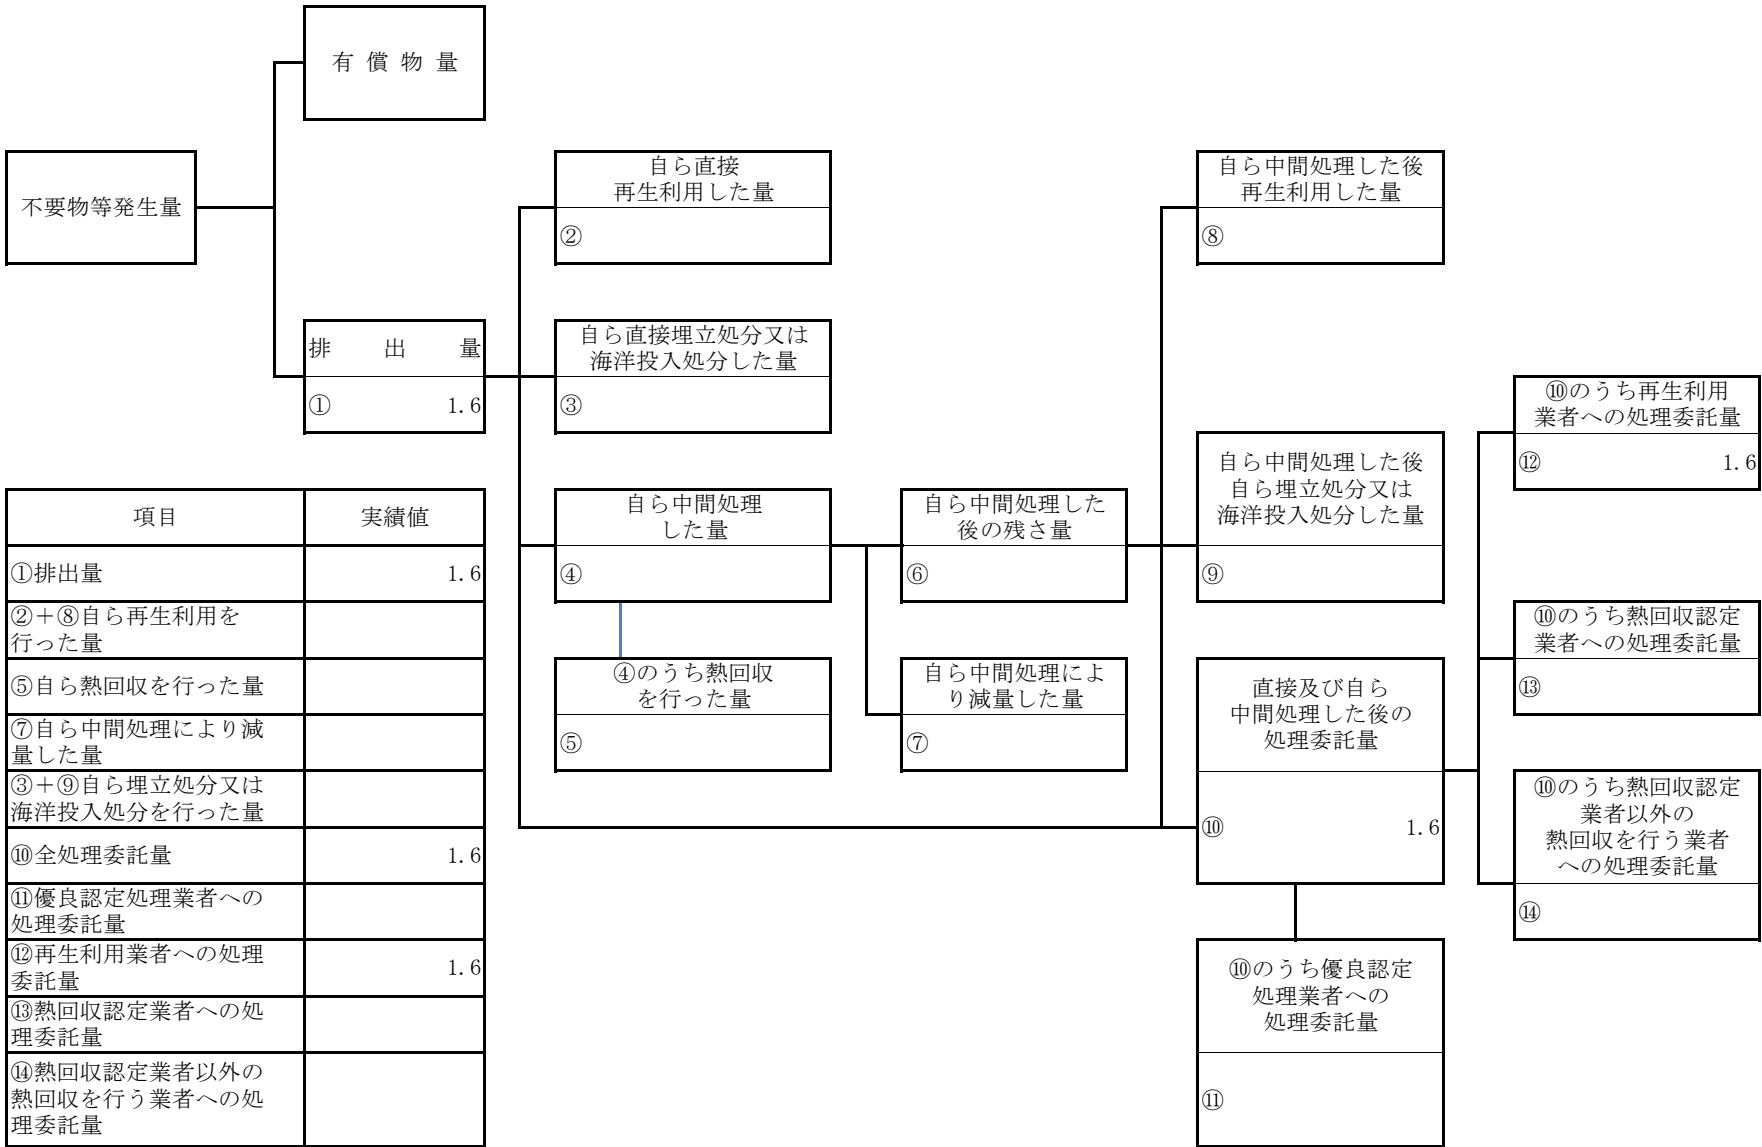 有 償 物 量
不要物等発生量
自ら直接
再生利用した量
②
自ら中間処理した後
再生利用した量
⑧
排 出 量
① 1.6
自ら直接埋立処分又は
海洋投入処分した量
③
⑩のうち再生利用
業者への処理委託量
⑫ 1.6
自ら中間処理した後
自ら埋立処分又は
海洋投入処分した量
⑨
自ら中間処理
した量
④
自ら中間処理した
後の残さ量
⑥
⑩のうち熱回収認定
業者への処理委託量
⑬
④のうち熱回収
を行った量
⑤
自ら中間処理によ
り減量した量
⑦
直接及び自ら
中間処理した後の
処理委託量
⑩ 1.6
⑩のうち熱回収認定
業者以外の
熱回収を行う業者
への処理委託量
⑭
⑩のうち優良認定
処理業者への
処理委託量
⑪
項目 実績値
①排出量 1.6
②+⑧自ら再生利用を
行った量
⑤自ら熱回収を行った量
⑦自ら中間処理により減
量した量
③+⑨自ら埋立処分又は
海洋投入処分を行った量
⑩全処理委託量 1.6
⑪優良認定処理業者への
処理委託量
⑫再生利用業者への処理
委託量 1.6
⑬熱回収認定業者への処
理委託量
⑭熱回収認定業者以外の
熱回収を行う業者への処
理委託量